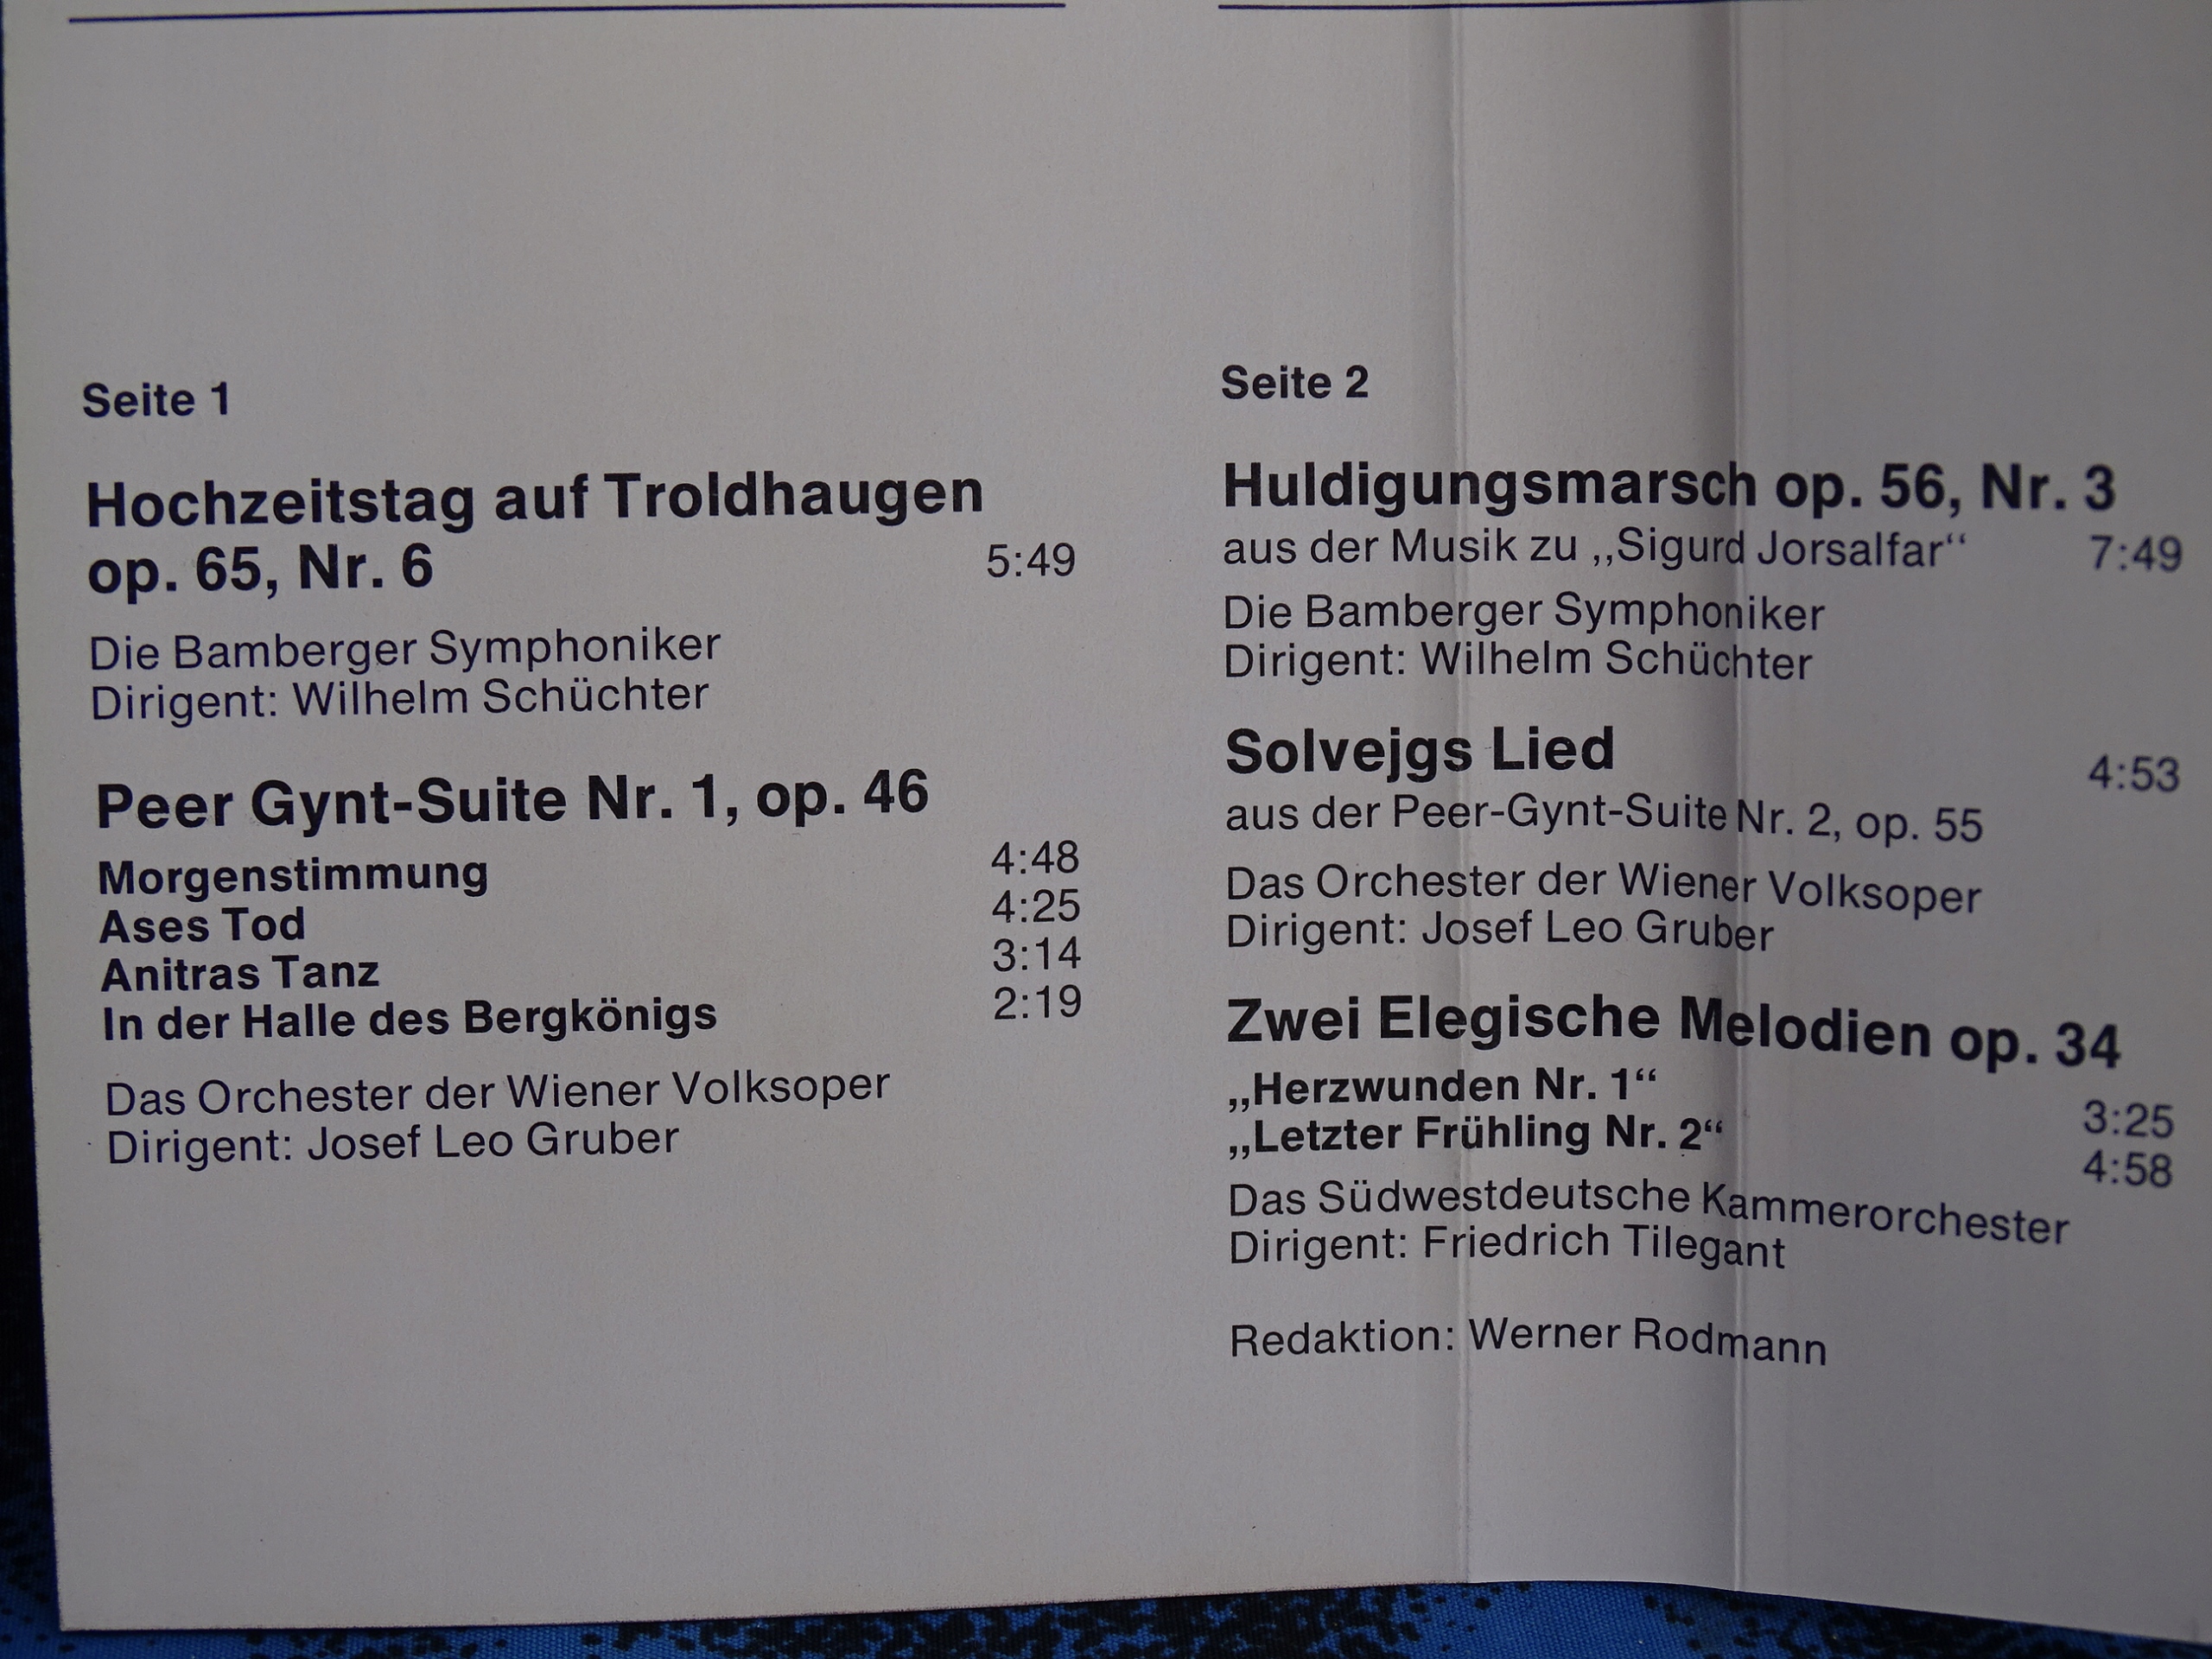 Seite 1
Hochzeitstag auf Troldhaugen
op. 65, Nr. 6 5:49
Die Bamberger Symphoniker
Dirigent: Wilhelm Schüchter
Peer Gynt-Suite Nr. 1, op. 46
Morgenstimmung 4:48
Ases Tod 4:25
Anitras Tanz 3:14
In der Halle des Bergkönigs 2:19
Das Orchester der Wiener Volksoper
Dirigent: Josef Leo Gruber
Seite 2
Huldigungsmarsch op. 56, Nr. 3
aus der Musik zu „Sigurd Jorsalfar“ 7:49
Die Bamberger Symphoniker
Dirigent: Wilhelm Schüchter
Solvejgs Lied 4:53
aus der Peer-Gynt-Suite Nr. 2, op. 55
Das Orchester der Wiener Volksoper
Dirigent: Josef Leo Gruber
Zwei Elegische Melodien op. 34
„Herzwunden Nr. 1“ 3:25
„Letzter Frühling Nr. 2“ 4:58
Das Südwestdeutsche Kammerorchester
Dirigent: Friedrich Tilegant
Redaktion: Werner Rodmann